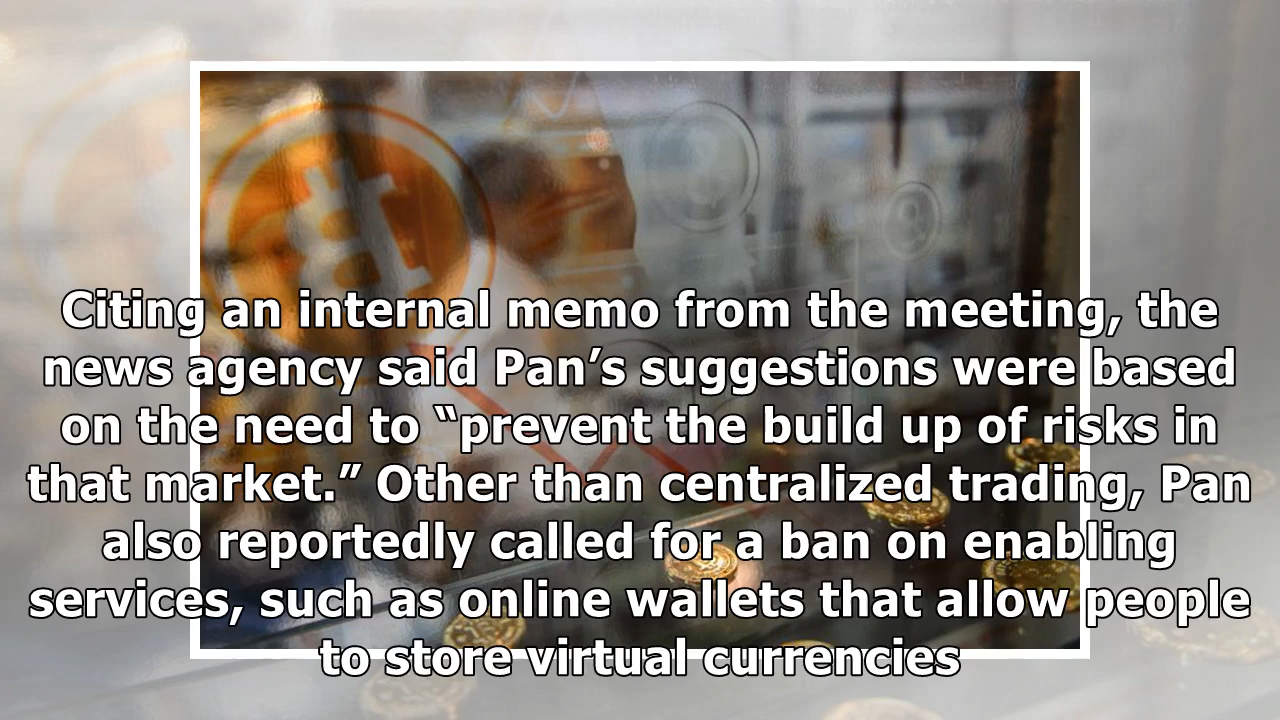 Citing an internal memo from the meeting, the
news agency said Pan’s suggestions were based
on the need to “prevent the build up of risks in
that market.” Other than centralized trading, Pan
also reportedly called for a ban on enabling
services, such as online wallets that allow people
to store virtual currencies